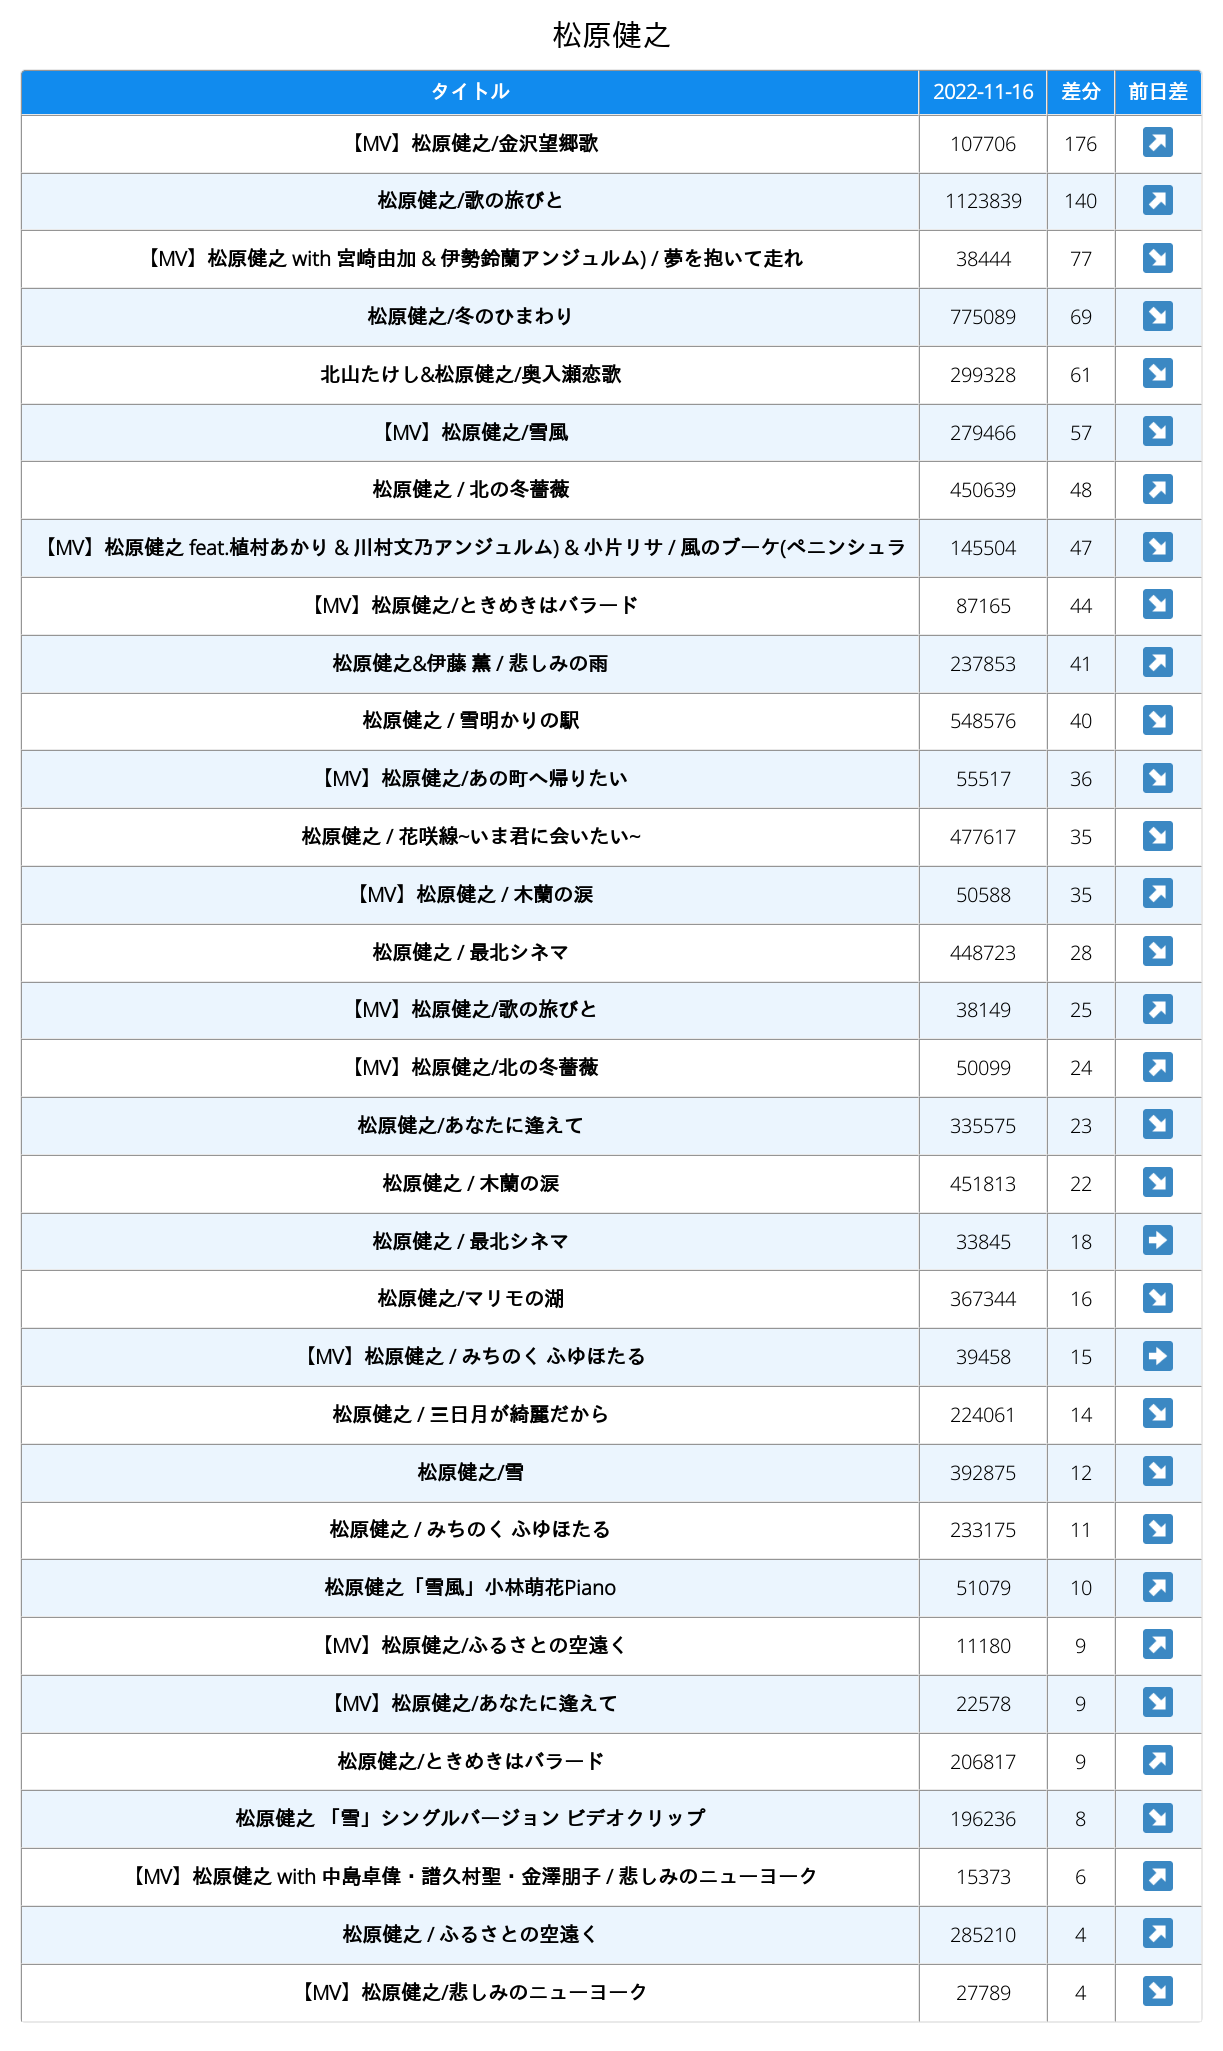 松原健之
タイトル 2022-11-16 差分 前日差
【MV】松原健之/金沢望郷歌 107706 176
松原健之/歌の旅びと 1123839 140
【MV】松原健之 with 宮崎由加 & 伊勢鈴蘭アンジュルム) / 夢を抱いて走れ 38444 77
松原健之/冬のひまわり 775089 69
北山たけし&松原健之/奥入瀬恋歌 299328 61
【MV】松原健之/雪風 279466 57
松原健之 / 北の冬薔薇 450639 48
【MV】松原健之 feat.植村あかり & 川村文乃アンジュルム) & 小片リサ / 風のブーケ(ペニンシュラ 145504 47
【MV】松原健之/ときめきはバラード 87165 44
松原健之&伊藤 薫 / 悲しみの雨 237853 41
松原健之 / 雪明かりの駅 548576 40
【MV】松原健之/あの町へ帰りたい 55517 36
松原健之 / 花咲線~いま君に会いたい~ 477617 35
【MV】松原健之 / 木蘭の涙 50588 35
松原健之 / 最北シネマ 448723 28
【MV】松原健之/歌の旅びと 38149 25
【MV】松原健之/北の冬薔薇 50099 24
松原健之/あなたに逢えて 335575 23
松原健之 / 木蘭の涙 451813 22
松原健之 / 最北シネマ 33845 18
松原健之/マリモの湖 367344 16
【MV】松原健之 / みちのく ふゆほたる 39458 15
松原健之 / 三日月が綺麗だから 224061 14
松原健之/雪 392875 12
松原健之 / みちのく ふゆほたる 233175 11
松原健之「雪風」小林萌花Piano 51079 10
【MV】松原健之/ふるさとの空遠く 11180 9
【MV】松原健之/あなたに逢えて 22578 9
松原健之/ときめきはバラード 206817 9
松原健之 「雪」シングルバージョン ビデオクリップ 196236 8
【MV】松原健之 with 中島卓偉・譜久村聖・金澤朋子 / 悲しみのニューヨーク 15373 6
松原健之 / ふるさとの空遠く 285210 4
【MV】松原健之/悲しみのニューヨーク 27789 4